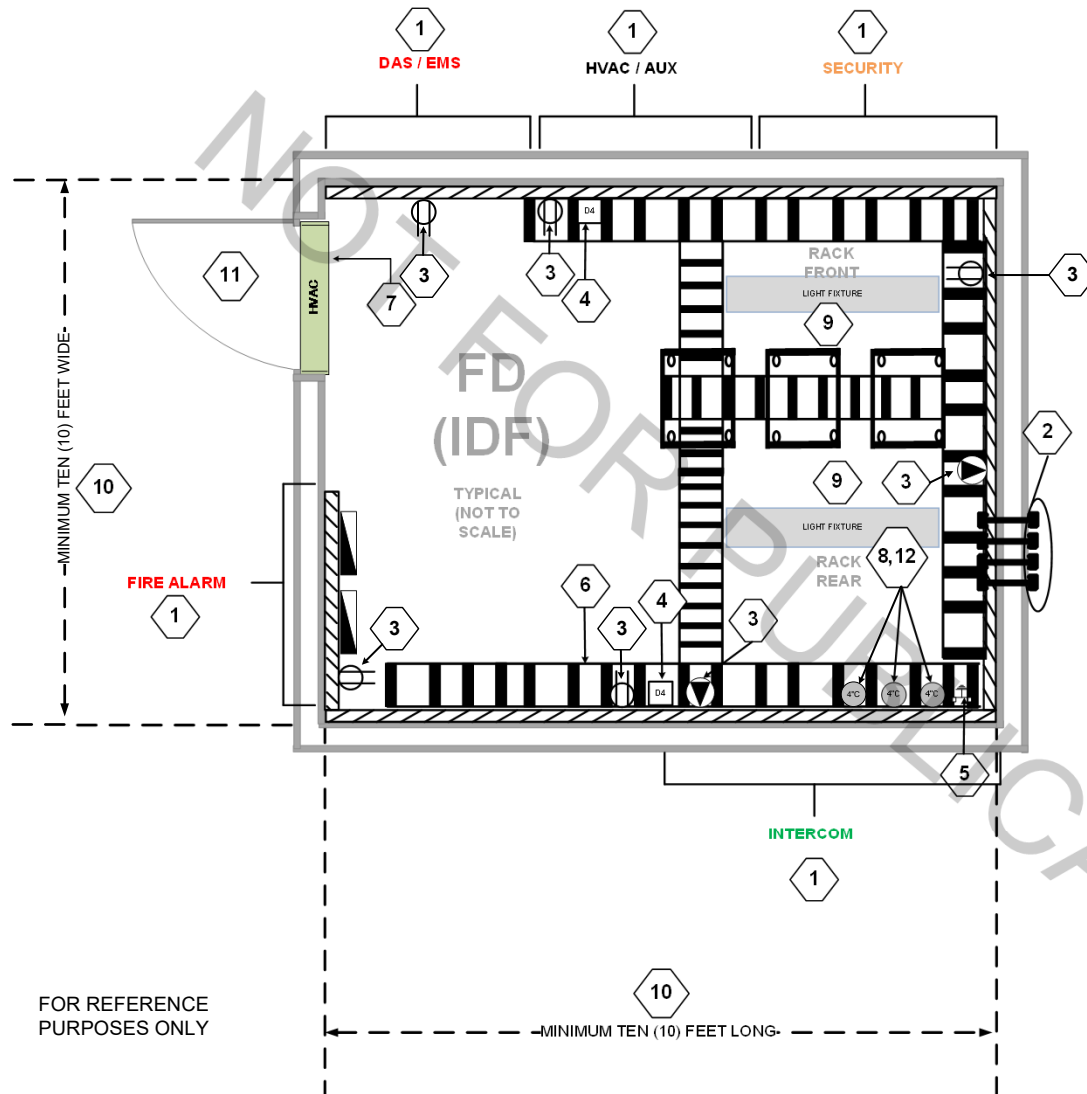 1 1 1
DAS / EMS HVAC / AUX SECURITY
D4
3 3 3
11 7 4
HVAC
RACK
FRONT
LIGHT FIXTURE
9
FD
(IDF)
TYPICAL
(NOT TO
SCALE)
MINIMUM TEN (10) FEET WIDE
10
2
9 3
LIGHT FIXTURE
RACK
REAR
8,12
FIRE ALARM
1
6 4 3
3 3
D4
4"C 4"C 4"C
5
INTERCOM
1
10
MINIMUM TEN (10) FEET LONG
FOR REFERENCE
PURPOSES ONLY
NOT FOR PUBLICA